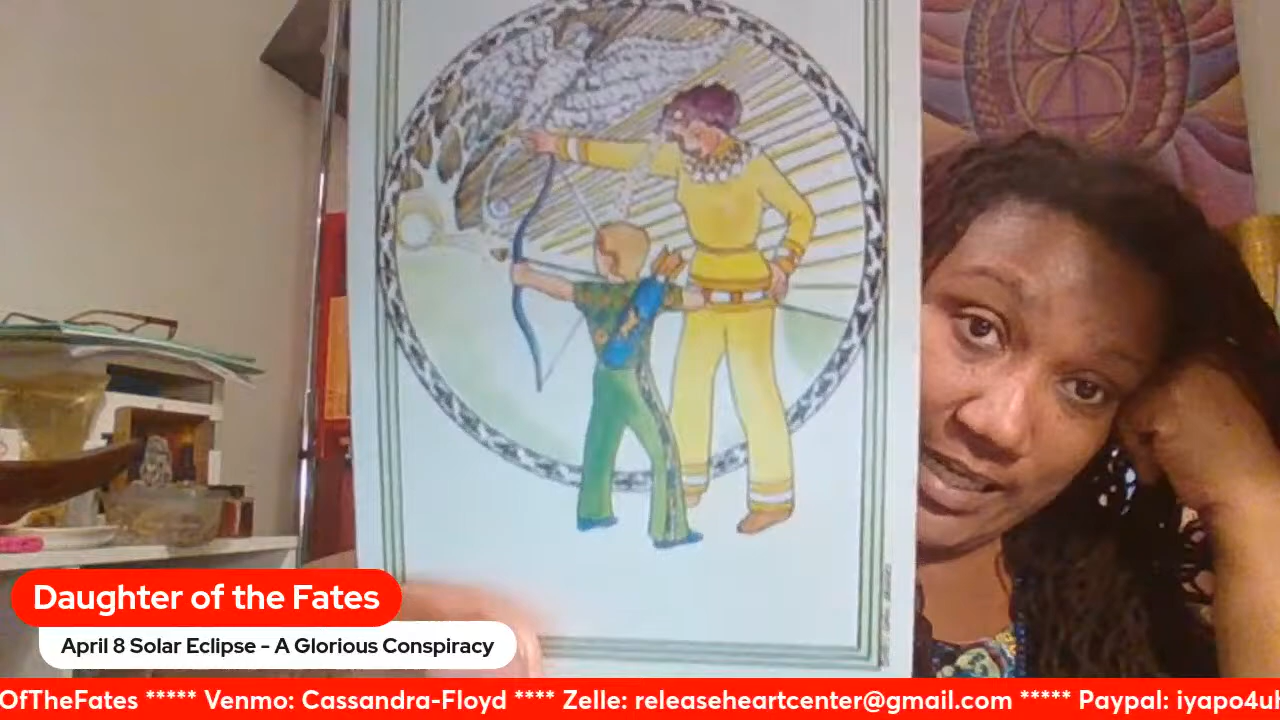 Daughter of the Fates
April 8 Solar Eclipse – A Glorious Conspiracy
OfTheFates ***** Venmo: Cassandra-Floyd **** Zelle: releaseheartcenter@gmail.com ***** Paypal: